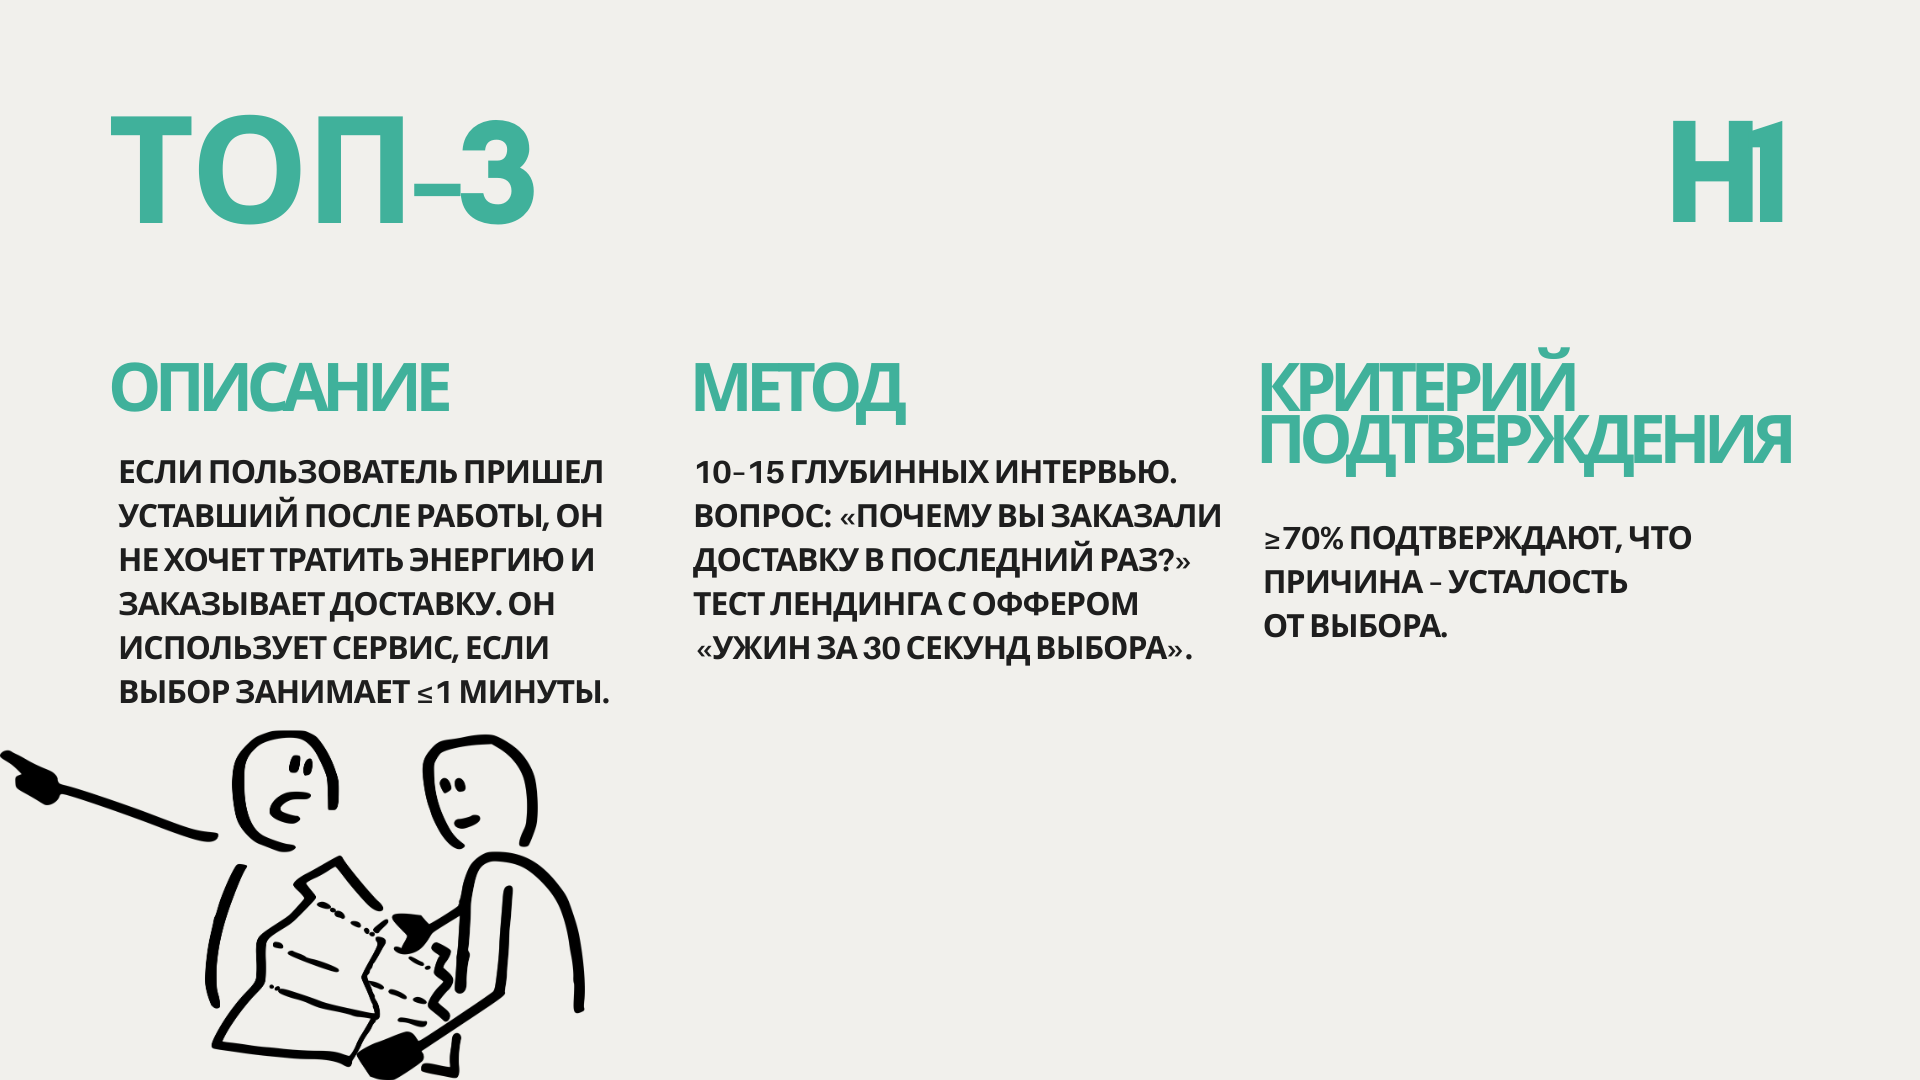 ТОП-3
H1
ОПИСАНИЕ
ЕСЛИ ПОЛЬЗОВАТЕЛЬ ПРИШЕЛ
УСТАВШИЙ ПОСЛЕ РАБОТЫ, ОН
НЕ ХОЧЕТ ТРАТИТЬ ЭНЕРГИЮ И
ЗАКАЗЫВАЕТ ДОСТАВКУ. ОН
ИСПОЛЬЗУЕТ СЕРВИС, ЕСЛИ
ВЫБОР ЗАНИМАЕТ ≤1 МИНУТЫ.
МЕТОД
10–15 ГЛУБИННЫХ ИНТЕРВЬЮ.
ВОПРОС: «ПОЧЕМУ ВЫ ЗАКАЗАЛИ
ДОСТАВКУ В ПОСЛЕДНИЙ РАЗ?»
ТЕСТ ЛЕНДИНГА С ОФФЕРОМ
«УЖИН ЗА 30 СЕКУНД ВЫБОРА».
КРИТЕРИЙ
ПОДТВЕРЖДЕНИЯ
≥70% ПОДТВЕРЖДАЮТ, ЧТО
ПРИЧИНА – УСТАЛОСТЬ
ОТ ВЫБОРА.